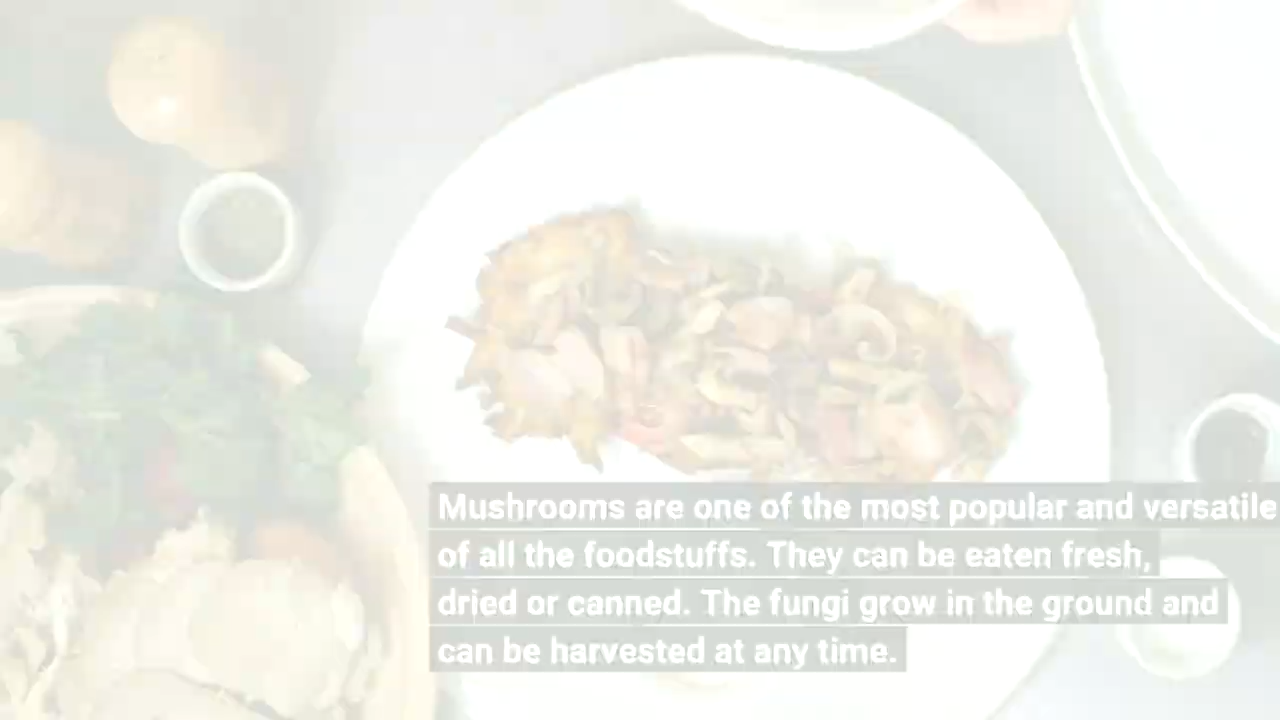 Mushrooms are one of the most popular and versatile
of all the foodstuffs. They can be eaten fresh,
dried or canned. The fungi grow in the ground and
can be harvested at any time.